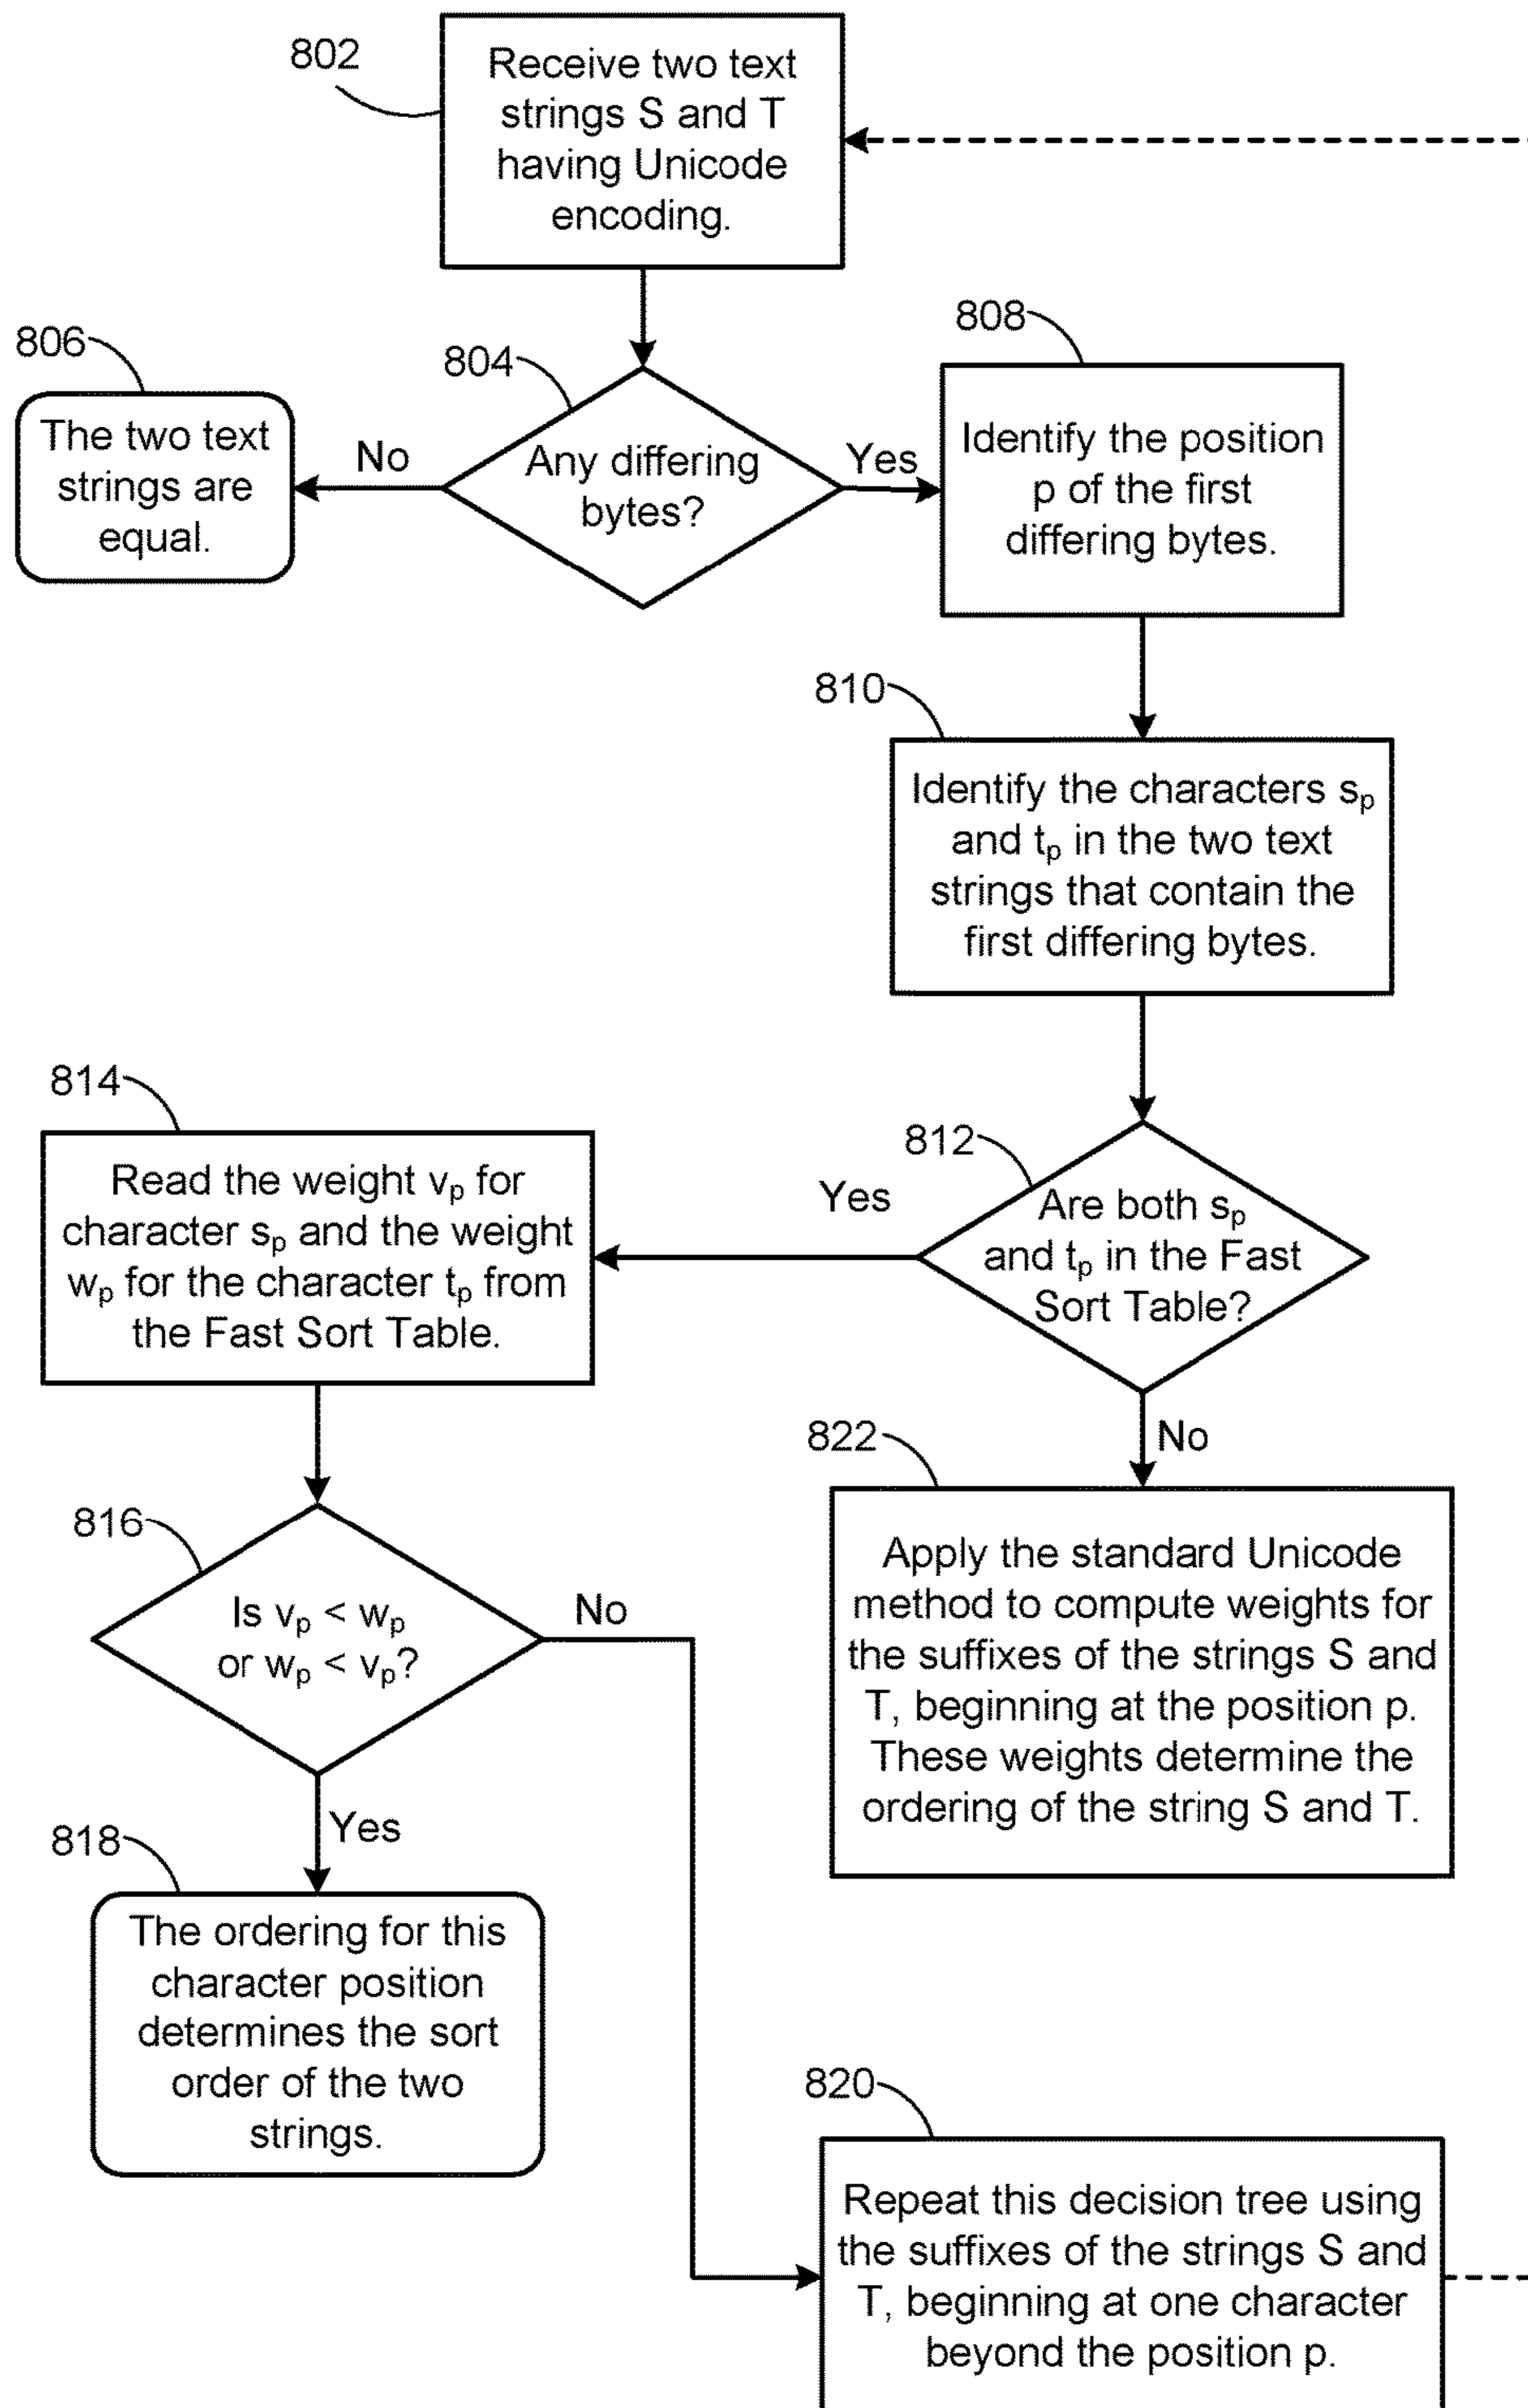 802
Receive two text
strings S and T
having Unicode
encoding.
804
Any differing
bytes?
No
Yes
806
The two text
strings are
equal.
808
Identify the position
p of the first
differing bytes.
810
Identify the characters sₚ
and tₚ in the two text
strings that contain the
first differing bytes.
812
Are both sₚ
and tₚ in the Fast
Sort Table?
Yes
No
814
Read the weight vₚ for
character sₚ and the weight
wₚ for the character tₚ from
the Fast Sort Table.
816
Is vₚ < wₚ
or wₚ < vₚ?
No
Yes
822
Apply the standard Unicode
method to compute weights for
the suffixes of the strings S and
T, beginning at the position p.
These weights determine the
ordering of the string S and T.
818
The ordering for this
character position
determines the sort
order of the two
strings.
820
Repeat this decision tree using
the suffixes of the strings S and
T, beginning at one character
beyond the position p.